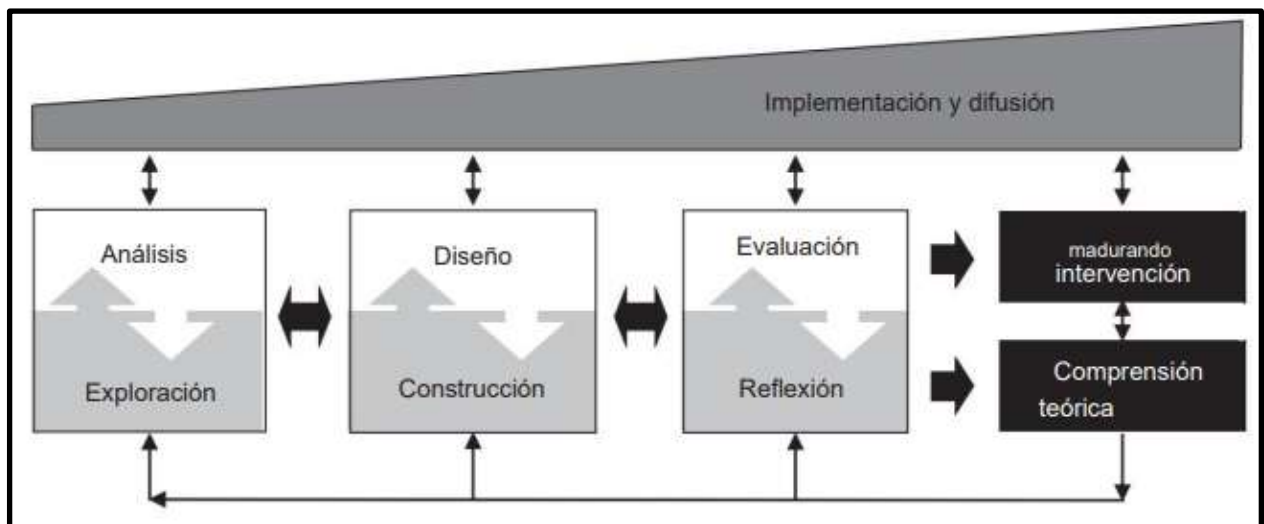 Implementación y difusión
Análisis
Exploración
Diseño
Construcción
Evaluación
Reflexión
madurando
intervención
Comprensión
teórica